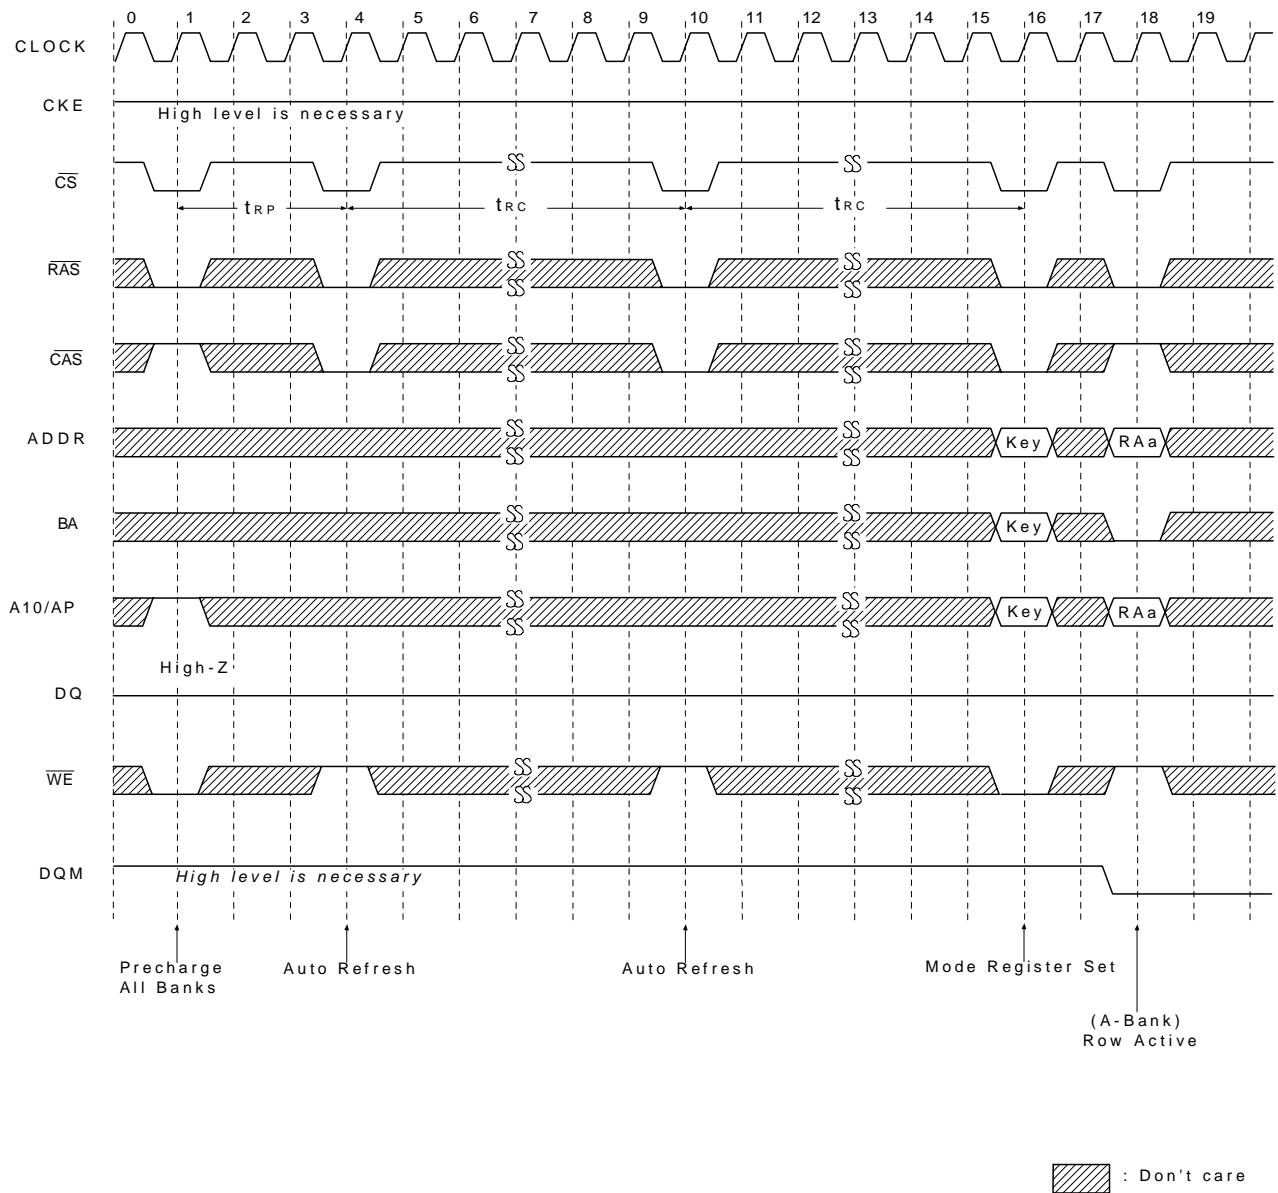 0 1 2 3 4 5 6 7 8 9 10 11 12 13 14 15 16 17 18 19
CLOCK
CKE
High level is necessary
CS
tRP tRC tRC
RAS
CAS
ADDR Key RAa
BA Key
A10/AP Key RAa
High-Z
DQ
WE
DQM
High level is necessary
Precharge
All Banks
Auto Refresh
Auto Refresh
Mode Register Set
(A-Bank)
Row Active
: Don't care